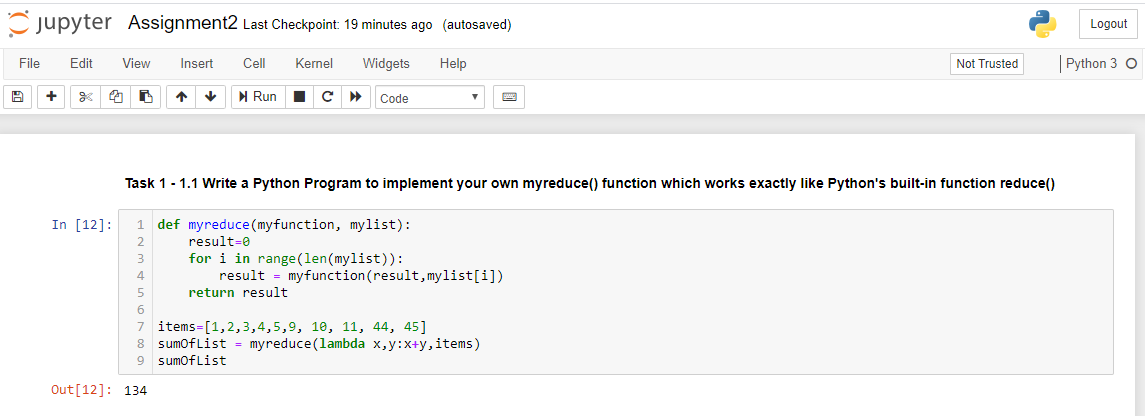 jupyter Assignment2 Last Checkpoint: 19 minutes ago (autosaved) Logout
File Edit View Insert Cell Kernel Widgets Help Not Trusted Python 3
Run Code
Task 1 - 1.1 Write a Python Program to implement your own myreduce() function which works exactly like Python's built-in function reduce()
In [12]: 1 def myreduce(myfunction, mylist):
2     result=0
3     for i in range(len(mylist)):
4         result = myfunction(result,mylist[i])
5     return result
6
7 items=[1,2,3,4,5,9, 10, 11, 44, 45]
8 sumOfList = myreduce(lambda x,y:x+y,items)
9 sumOfList
Out[12]: 134